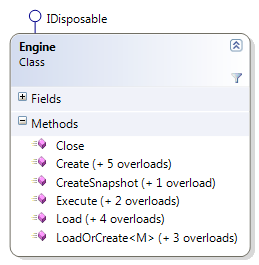 IDisposable
Engine
Class
Fields
Methods
Close
Create (+ 5 overloads)
CreateSnapshot (+ 1 overload)
Execute (+ 2 overloads)
Load (+ 4 overloads)
LoadOrCreate<M> (+ 3 overloads)